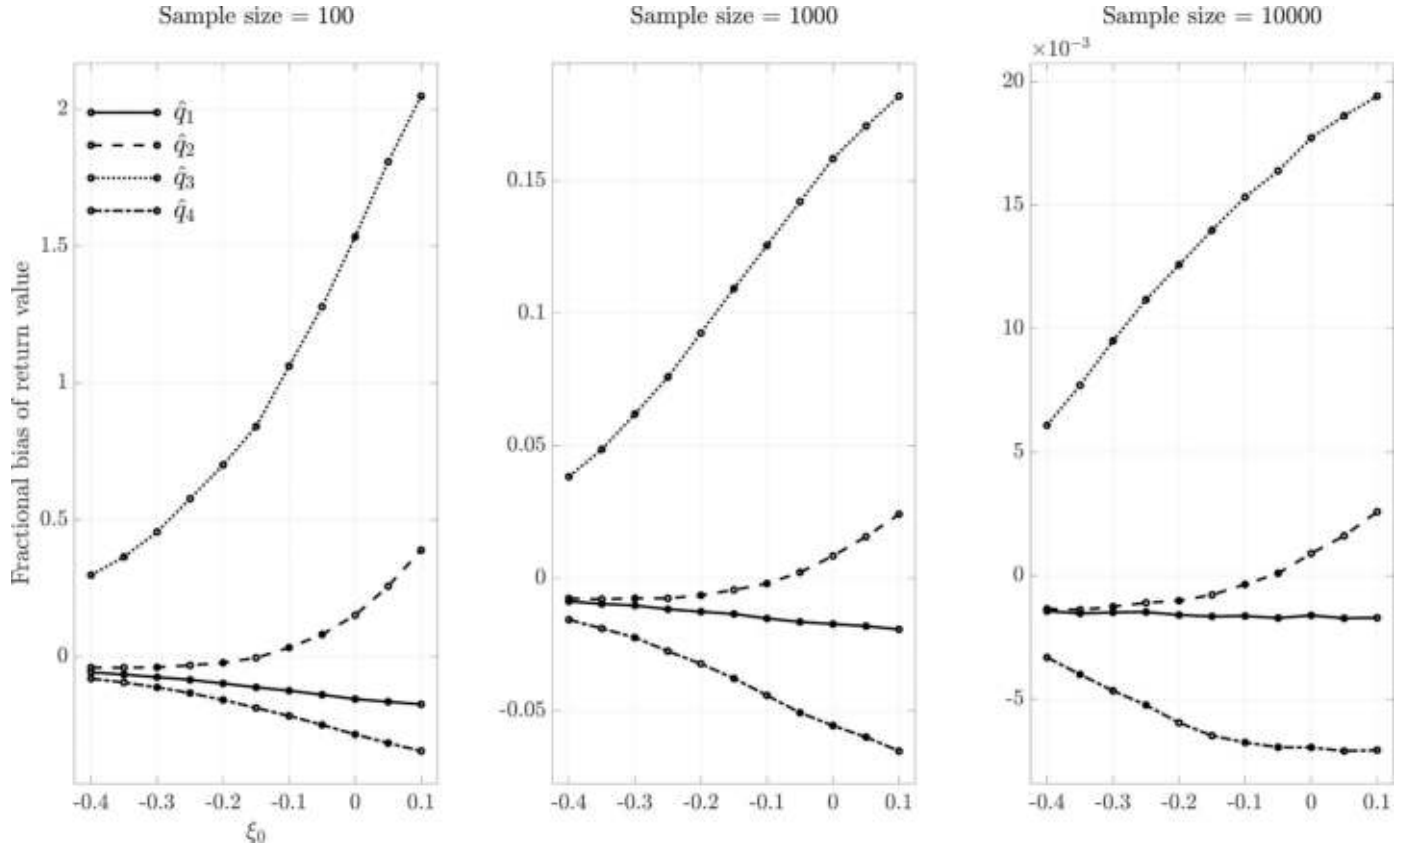 Sample size = 100
Sample size = 1000
Sample size = 10000
×10⁻³
Fractional bias of return value
2
1.5
1
0.5
0
q̂₁
q̂₂
q̂₃
q̂₄
-0.4 -0.3 -0.2 -0.1 0 0.1
ξ₀
0.15
0.1
0.05
0
-0.05
-0.4 -0.3 -0.2 -0.1 0 0.1
20
15
10
5
0
-5
-0.4 -0.3 -0.2 -0.1 0 0.1